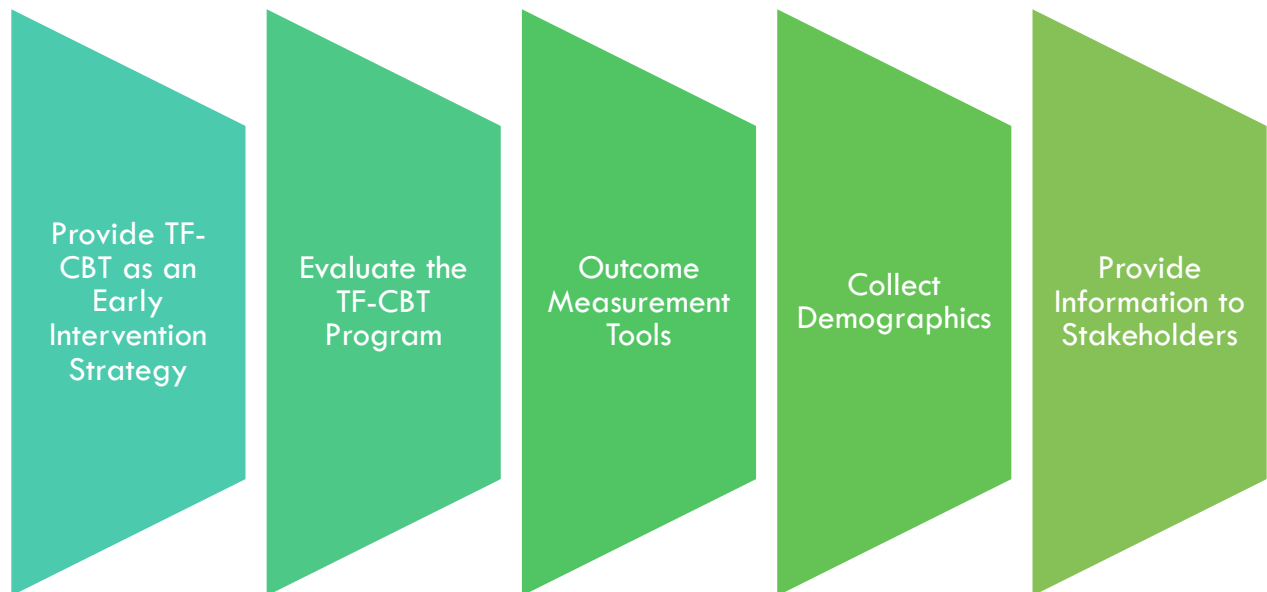 Provide TF-
CBT as an
Early
Intervention
Strategy
Evaluate the
TF-CBT
Program
Outcome
Measurement
Tools
Collect
Demographics
Provide
Information to
Stakeholders